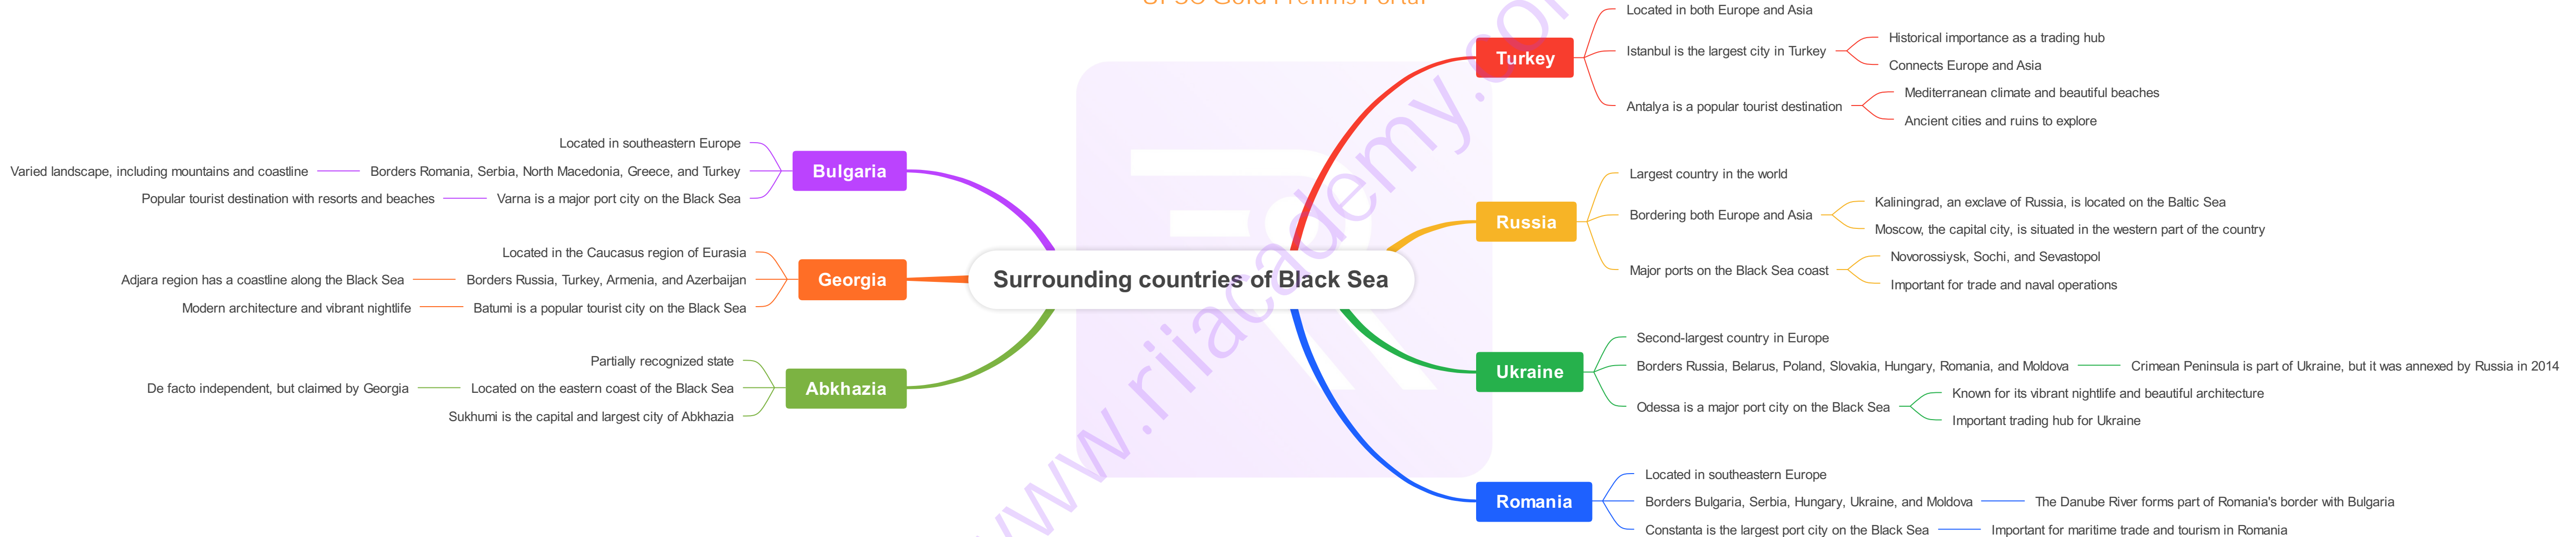 UPSC Gold Prelims Portal
Surrounding countries of Black Sea
Turkey
Located in both Europe and Asia
Istanbul is the largest city in Turkey
Historical importance as a trading hub
Connects Europe and Asia
Antalya is a popular tourist destination
Mediterranean climate and beautiful beaches
Ancient cities and ruins to explore
Russia
Largest country in the world
Bordering both Europe and Asia
Kaliningrad, an exclave of Russia, is located on the Baltic Sea
Moscow, the capital city, is situated in the western part of the country
Major ports on the Black Sea coast
Novorossiysk, Sochi, and Sevastopol
Important for trade and naval operations
Ukraine
Second-largest country in Europe
Borders Russia, Belarus, Poland, Slovakia, Hungary, Romania, and Moldova
Crimean Peninsula is part of Ukraine, but it was annexed by Russia in 2014
Odessa is a major port city on the Black Sea
Known for its vibrant nightlife and beautiful architecture
Important trading hub for Ukraine
Romania
Located in southeastern Europe
Borders Bulgaria, Serbia, Hungary, Ukraine, and Moldova
The Danube River forms part of Romania's border with Bulgaria
Constanta is the largest port city on the Black Sea
Important for maritime trade and tourism in Romania
Bulgaria
Located in southeastern Europe
Borders Romania, Serbia, North Macedonia, Greece, and Turkey
Varied landscape, including mountains and coastline
Varna is a major port city on the Black Sea
Popular tourist destination with resorts and beaches
Georgia
Located in the Caucasus region of Eurasia
Borders Russia, Turkey, Armenia, and Azerbaijan
Adjara region has a coastline along the Black Sea
Batumi is a popular tourist city on the Black Sea
Modern architecture and vibrant nightlife
Abkhazia
Partially recognized state
Located on the eastern coast of the Black Sea
De facto independent, but claimed by Georgia
Sukhumi is the capital and largest city of Abkhazia